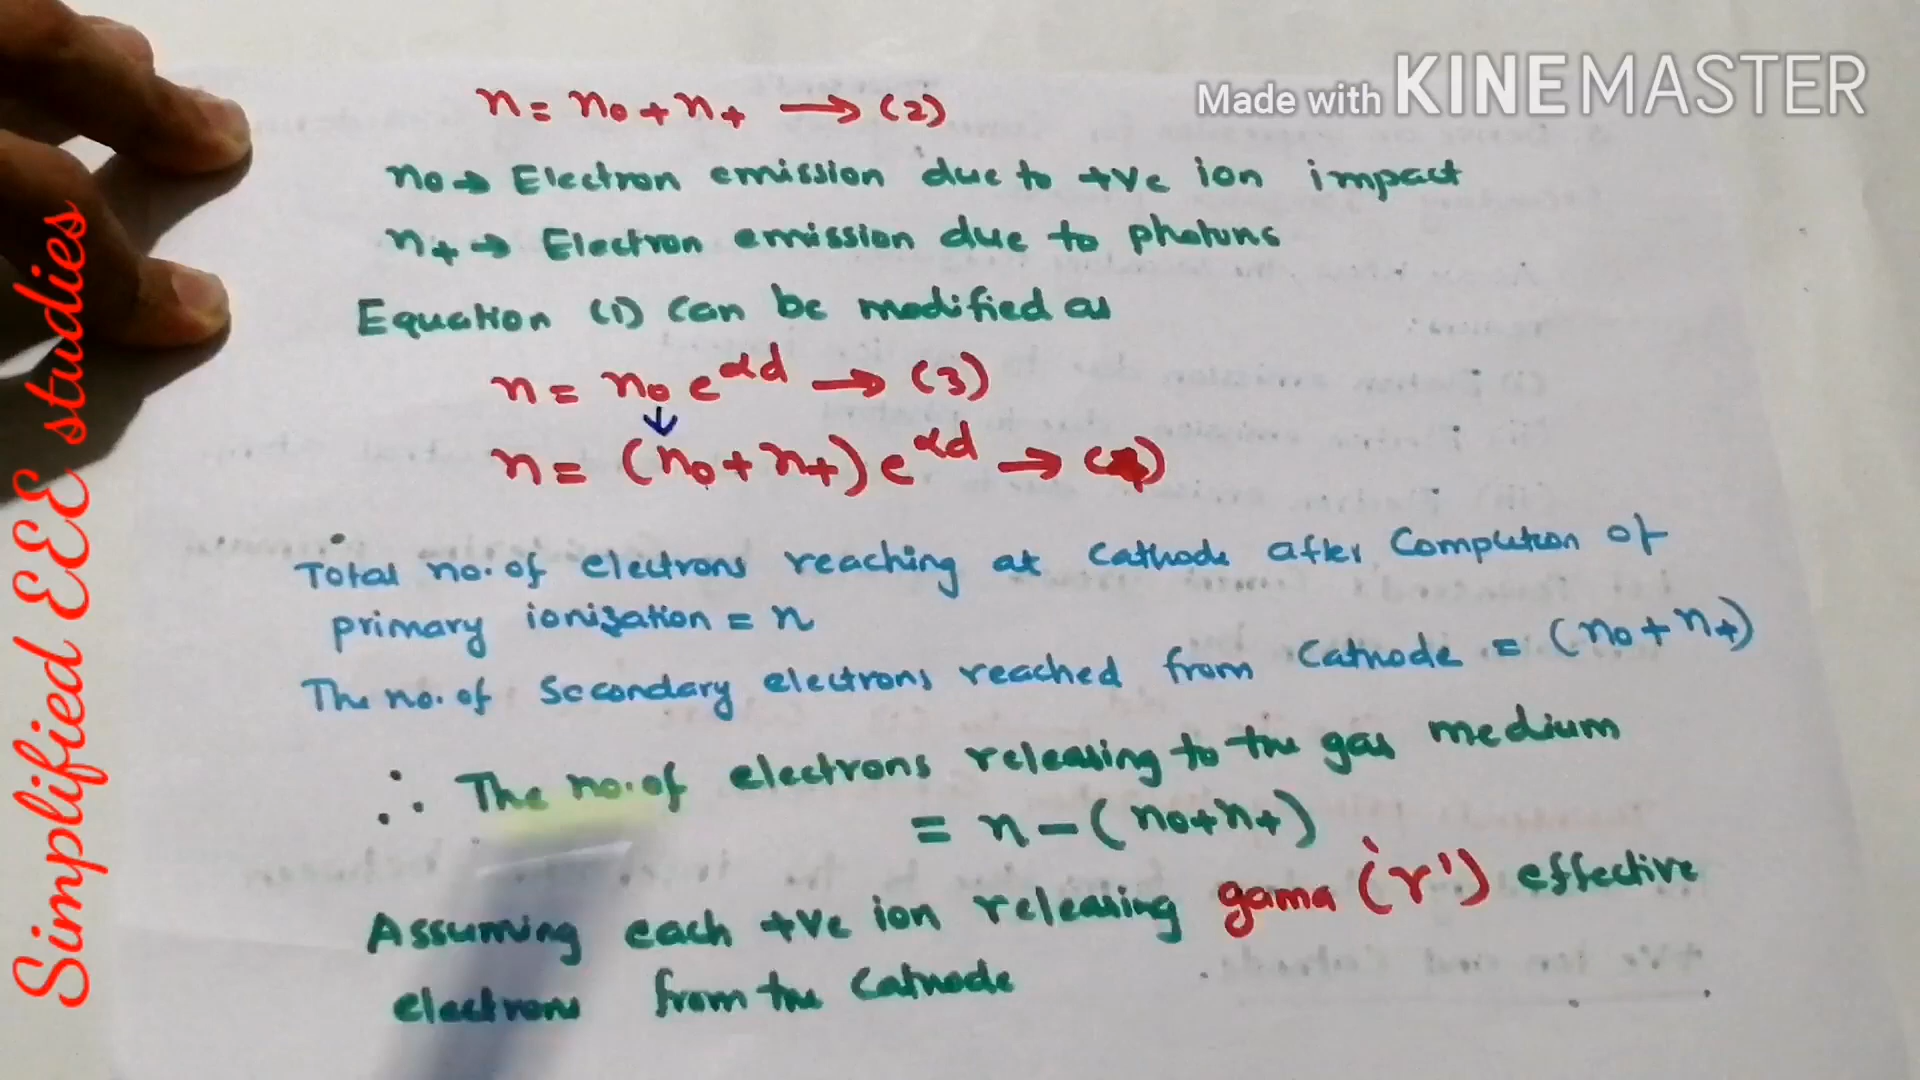 Made with KINEMASTER
Simplified EEE studies
n = n₀ + n₊ → (2)
n₀ → Electron emission due to +ve ion impact
n₊ → Electron emission due to photons
Equation (1) can be modified as
n = n₀ e^αd → (3)
↓
n = (n₀ + n₊) e^αd → (4)
Total no. of electrons reaching at cathode after Completion of
primary ionization = n
The no. of Secondary electrons reached from Cathode = (n₀ + n₊)
∴ The no. of electrons releasing to the gas medium
= n – (n₀+n₊)
Assuming each +ve ion releasing gama (γ') effective
electrons from the Cathode